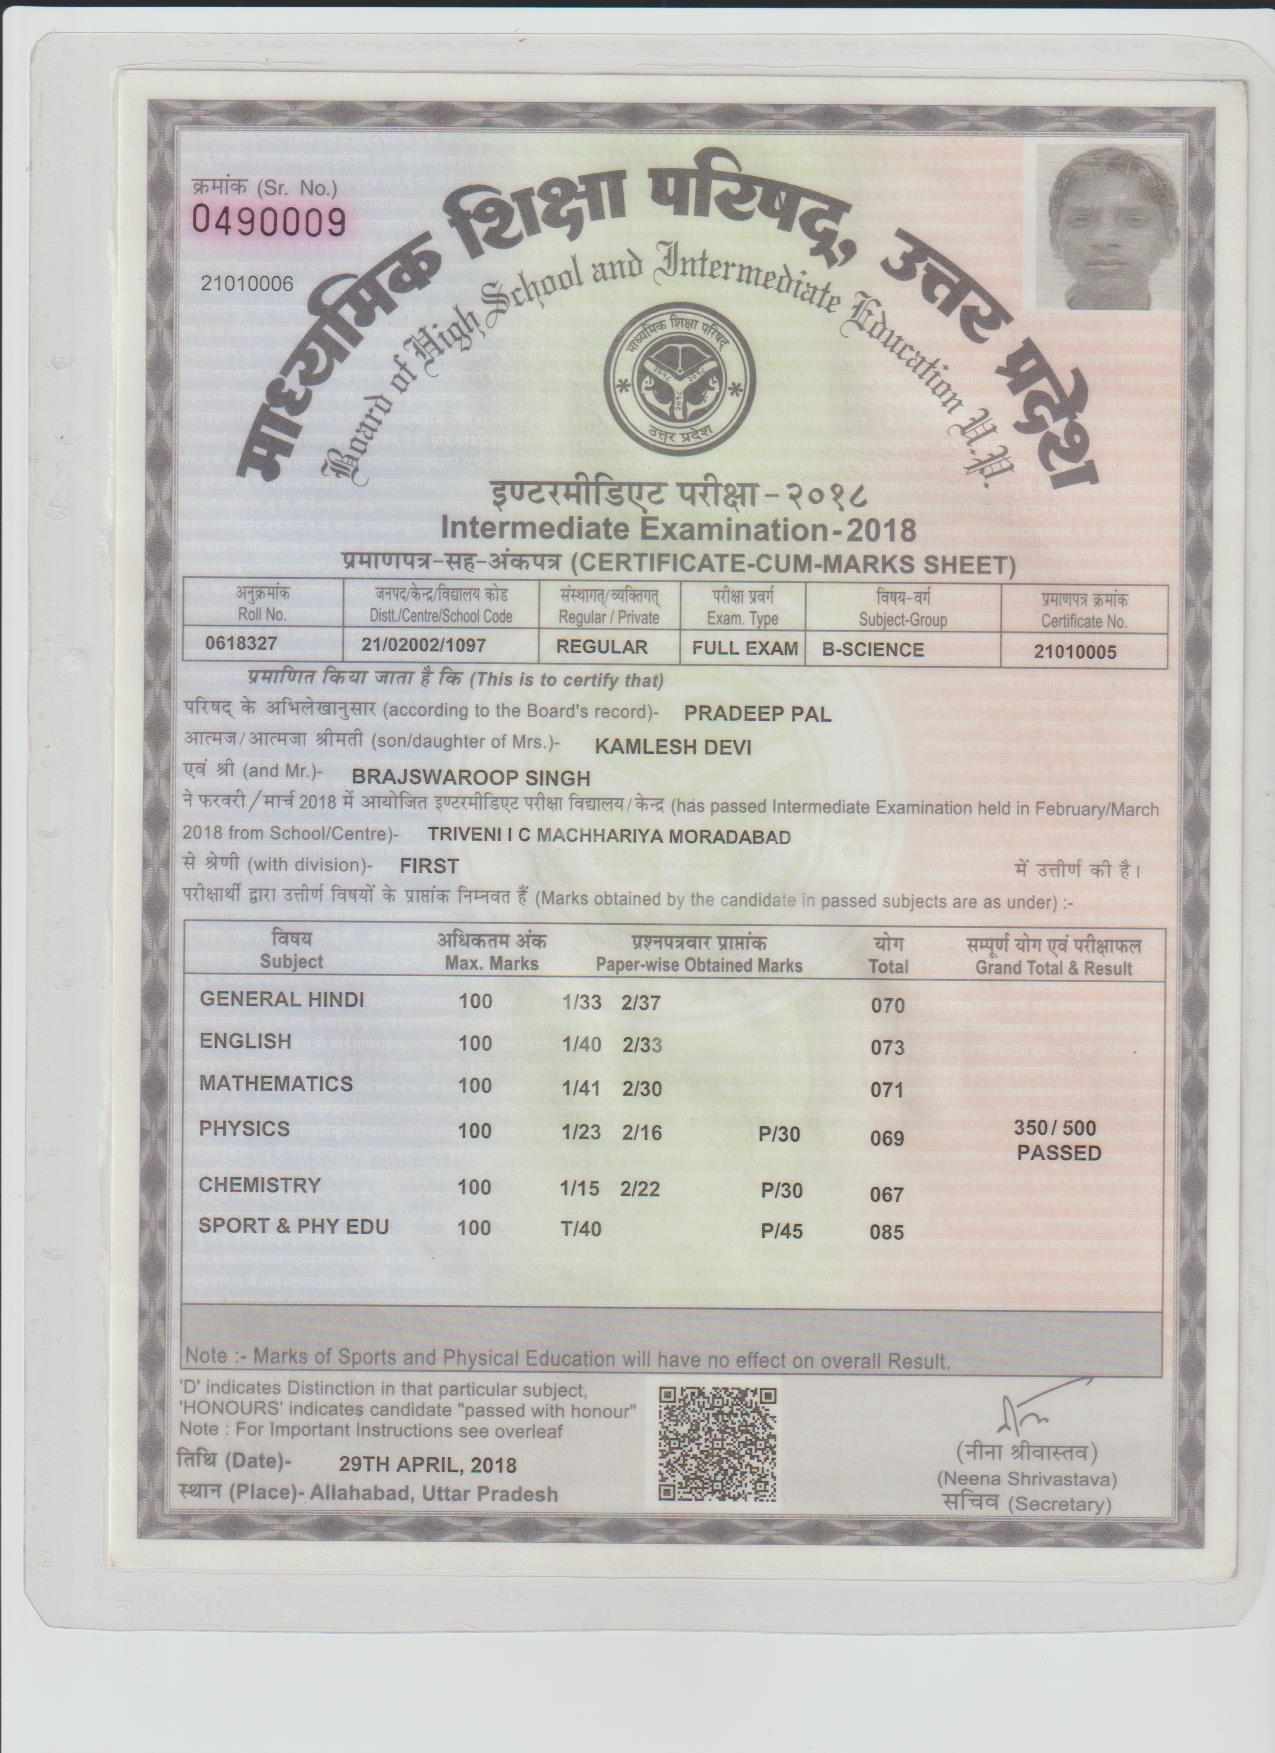 क्रमांक (Sr. No.)
0490009
21010006
माध्यमिक शिक्षा परिषद्, उत्तर प्रदेश
Board of High School and Intermediate Education U.P.
माध्यमिक शिक्षा परिषद्
२०१८ २०१८
२०१८
उत्तर प्रदेश
इण्टरमीडिएट परीक्षा - २०१८
Intermediate Examination - 2018
प्रमाणपत्र-सह-अंकपत्र (CERTIFICATE-CUM-MARKS SHEET)
अनुक्रमांक जनपद/केन्द्र/विद्यालय कोड संस्थागत्/व्यक्तिगत् परीक्षा प्रवर्ग विषय-वर्ग प्रमाणपत्र क्रमांक
Roll No. Distt./Centre/School Code Regular / Private Exam. Type Subject-Group Certificate No.
0618327 21/02002/1097 REGULAR FULL EXAM B-SCIENCE 21010005
प्रमाणित किया जाता है कि (This is to certify that)
परिषद् के अभिलेखानुसार (according to the Board's record)- PRADEEP PAL
आत्मज/आत्मजा श्रीमती (son/daughter of Mrs.)- KAMLESH DEVI
एवं श्री (and Mr.)- BRAJSWAROOP SINGH
ने फरवरी/मार्च 2018 में आयोजित इण्टरमीडिएट परीक्षा विद्यालय/केन्द्र (has passed Intermediate Examination held in February/March
2018 from School/Centre)- TRIVENI I C MACHHARIYA MORADABAD
से श्रेणी (with division)- FIRST में उत्तीर्ण की है।
परीक्षार्थी द्वारा उत्तीर्ण विषयों के प्राप्तांक निम्नवत हैं (Marks obtained by the candidate in passed subjects are as under) :-
विषय अधिकतम अंक प्रश्नपत्रवार प्राप्तांक योग सम्पूर्ण योग एवं परीक्षाफल
Subject Max. Marks Paper-wise Obtained Marks Total Grand Total & Result
GENERAL HINDI 100 1/33 2/37 070
ENGLISH 100 1/40 2/33 073
MATHEMATICS 100 1/41 2/30 071
PHYSICS 100 1/23 2/16 P/30 069 350/ 500
PASSED
CHEMISTRY 100 1/15 2/22 P/30 067
SPORT & PHY EDU 100 T/40 P/45 085
Note :- Marks of Sports and Physical Education will have no effect on overall Result.
'D' indicates Distinction in that particular subject,
'HONOURS' indicates candidate "passed with honour"
Note : For Important Instructions see overleaf
तिथि (Date)- 29TH APRIL, 2018
स्थान (Place)- Allahabad, Uttar Pradesh
(नीना श्रीवास्तव)
(Neena Shrivastava)
सचिव (Secretary)